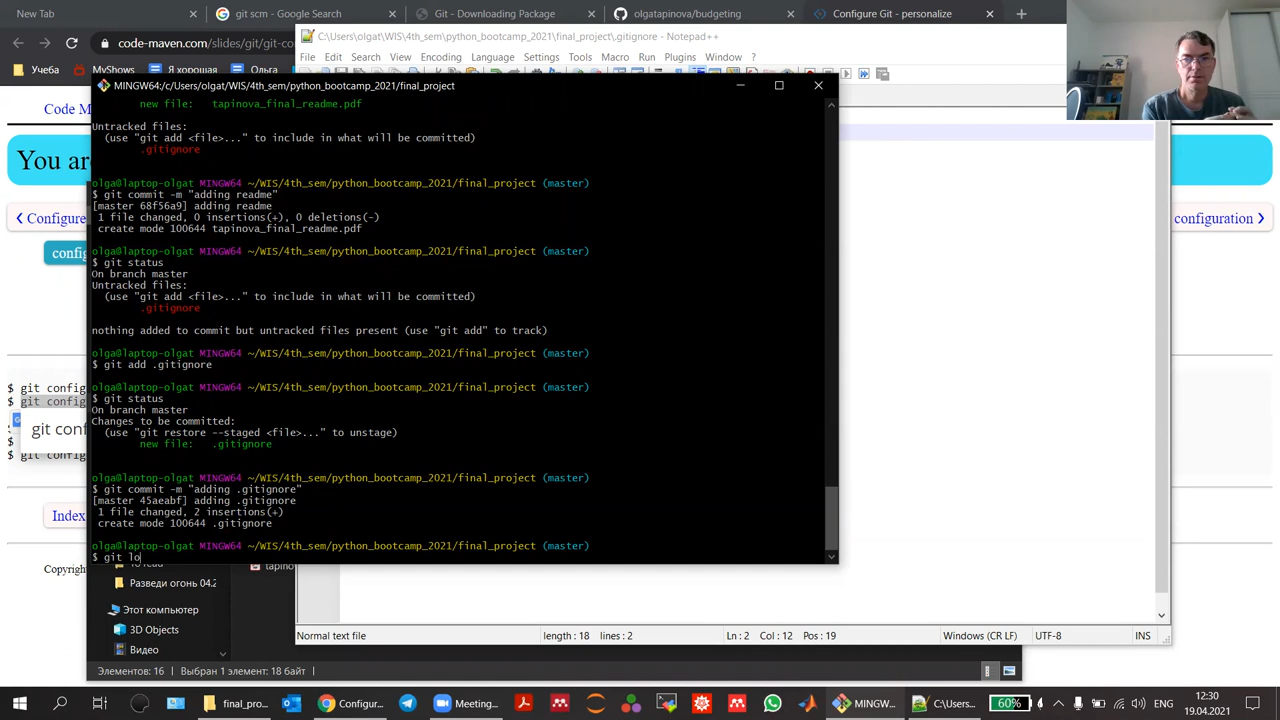 New Tab
git scm - Google Search
Git - Downloading Package
olgatapinova/budgeting
Configure Git - personalize
code-maven.com/slides/git/git-co
C:\Users\olgat\WIS\4th_sem\python_bootcamp_2021\final_project\.gitignore - Notepad++
File Edit Search View Encoding Language Settings Tools Macro Run Plugins Window ?
Учеба MyShows Я хороший Ольга
Code M
You are
Configure
configuration
config
MINGW64:/c/Users/olgat/WIS/4th_sem/python_bootcamp_2021/final_project
new file: tapinova_final_readme.pdf
Untracked files:
(use "git add <file>..." to include in what will be committed)
.gitignore
olga@laptop-olgat MINGW64 ~/WIS/4th_sem/python_bootcamp_2021/final_project (master)
$ git commit -m "adding readme"
[master 68f56a9] adding readme
1 file changed, 0 insertions(+), 0 deletions(-)
create mode 100644 tapinova_final_readme.pdf
olga@laptop-olgat MINGW64 ~/WIS/4th_sem/python_bootcamp_2021/final_project (master)
$ git status
On branch master
Untracked files:
(use "git add <file>..." to include in what will be committed)
.gitignore
nothing added to commit but untracked files present (use "git add" to track)
olga@laptop-olgat MINGW64 ~/WIS/4th_sem/python_bootcamp_2021/final_project (master)
$ git add .gitignore
olga@laptop-olgat MINGW64 ~/WIS/4th_sem/python_bootcamp_2021/final_project (master)
$ git status
On branch master
Changes to be committed:
(use "git restore --staged <file>..." to unstage)
new file: .gitignore
olga@laptop-olgat MINGW64 ~/WIS/4th_sem/python_bootcamp_2021/final_project (master)
$ git commit -m "adding .gitignore"
[master 45aeabf] adding .gitignore
1 file changed, 2 insertions(+)
create mode 100644 .gitignore
olga@laptop-olgat MINGW64 ~/WIS/4th_sem/python_bootcamp_2021/final_project (master)
$ git lo
$ git config
$ git config
git conf
$ git config
Index
Copyright
Разведи огонь 04.2
Этот компьютер
3D Objects
Видео
tapino
Элементов: 16 Выбран 1 элемент: 18 байт
Normal text file length : 18 lines : 2 Ln : 2 Col : 12 Pos : 19 Windows (CR LF) UTF-8 INS
final_pro...
Configur...
Meeting...
MINGW...
C:\Users...
60%
ENG
12:30
19.04.2021